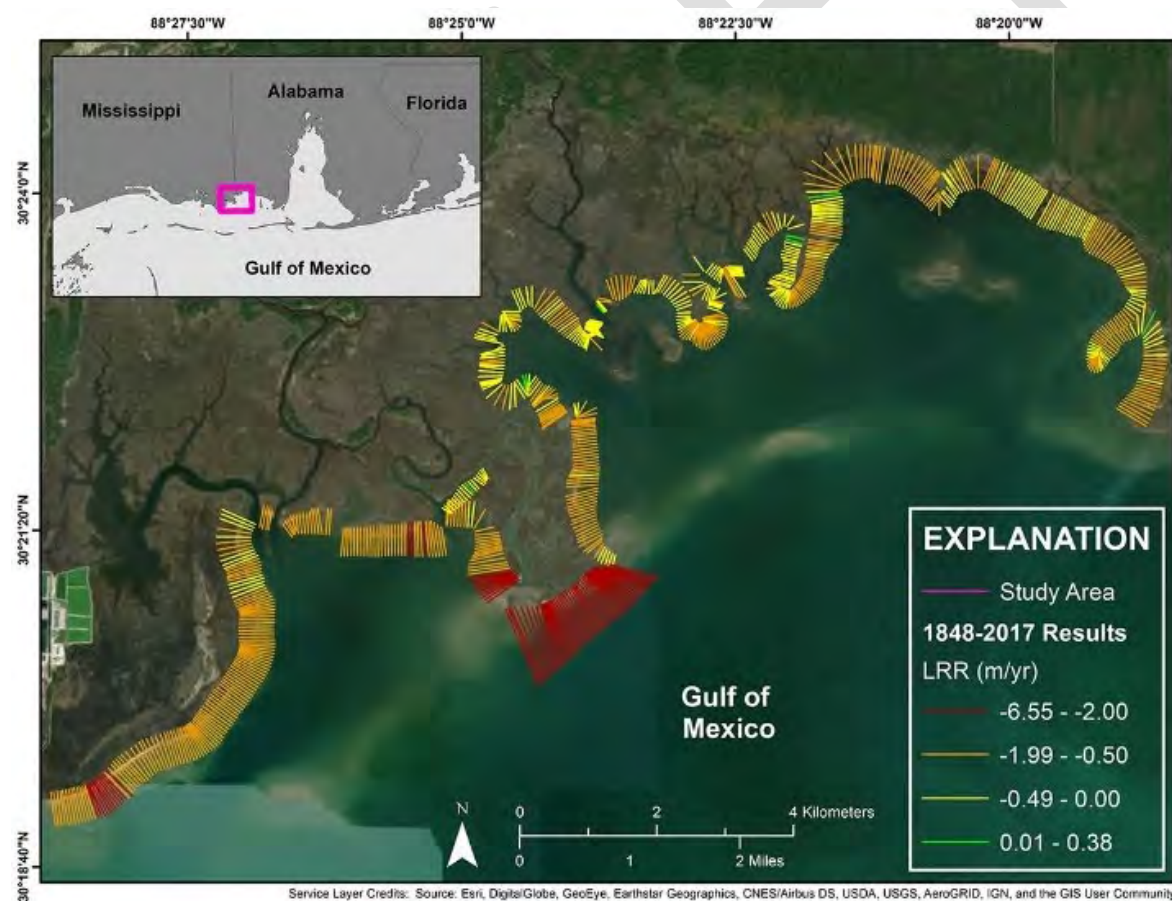 88°27'30"W
88°25'0"W
88°22'30"W
88°20'0"W
30°24'0"N
30°21'20"N
30°18'40"N
Mississippi
Alabama
Florida
Gulf of Mexico
Gulf of
Mexico
N
0 2 4 Kilometers
0 1 2 Miles
EXPLANATION
Study Area
1848-2017 Results
LRR (m/yr)
-6.55 - -2.00
-1.99 - -0.50
-0.49 - 0.00
0.01 - 0.38
Service Layer Credits: Source: Esri, DigitalGlobe, GeoEye, Earthstar Geographics, CNES/Airbus DS, USDA, USGS, AeroGRID, IGN, and the GIS User Community